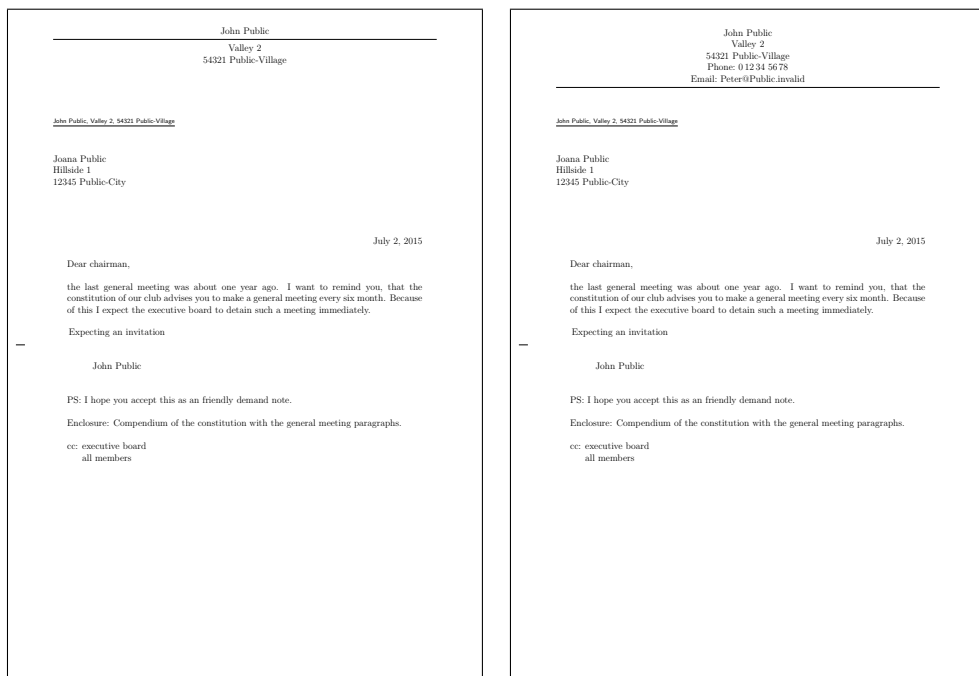 John Public
Valley 2
54321 Public-Village
John Public, Valley 2, 54321 Public-Village
Joana Public
Hillside 1
12345 Public-City
July 2, 2015
Dear chairman,
the last general meeting was about one year ago. I want to remind you, that the
constitution of our club advises you to make a general meeting every six month. Because
of this I expect the executive board to detain such a meeting immediately.
Expecting an invitation
John Public
PS: I hope you accept this as an friendly demand note.
Enclosure: Compendium of the constitution with the general meeting paragraphs.
cc: executive board
all members
John Public
Valley 2
54321 Public-Village
Phone: 0 12 34 56 78
Email: Peter@Public.invalid
John Public, Valley 2, 54321 Public-Village
Joana Public
Hillside 1
12345 Public-City
July 2, 2015
Dear chairman,
the last general meeting was about one year ago. I want to remind you, that the
constitution of our club advises you to make a general meeting every six month. Because
of this I expect the executive board to detain such a meeting immediately.
Expecting an invitation
John Public
PS: I hope you accept this as an friendly demand note.
Enclosure: Compendium of the constitution with the general meeting paragraphs.
cc: executive board
all members